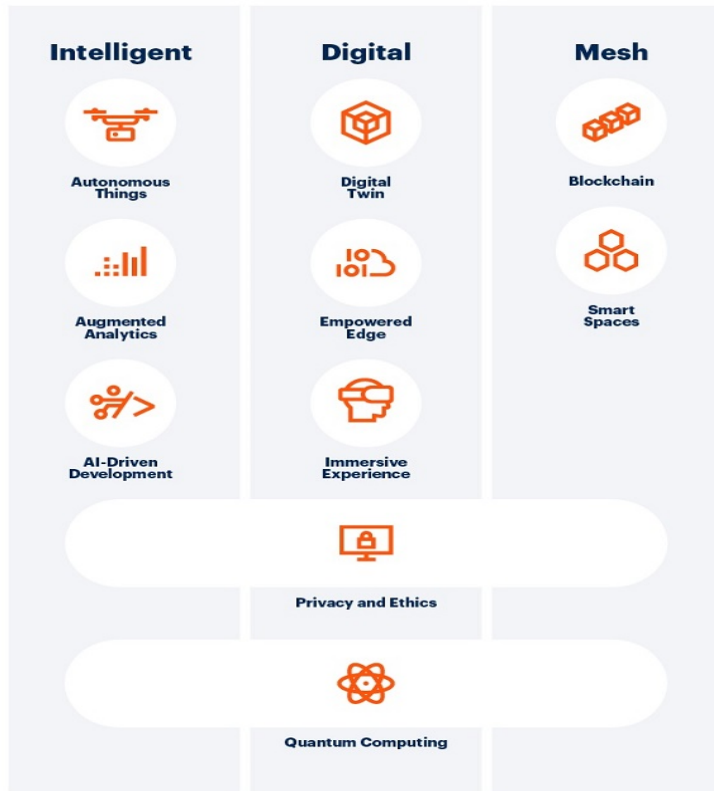 Intelligent
Autonomous
Things
Augmented
Analytics
AI-Driven
Development
Digital
Digital
Twin
Empowered
Edge
Immersive
Experience
Mesh
Blockchain
Smart
Spaces
Privacy and Ethics
Quantum Computing